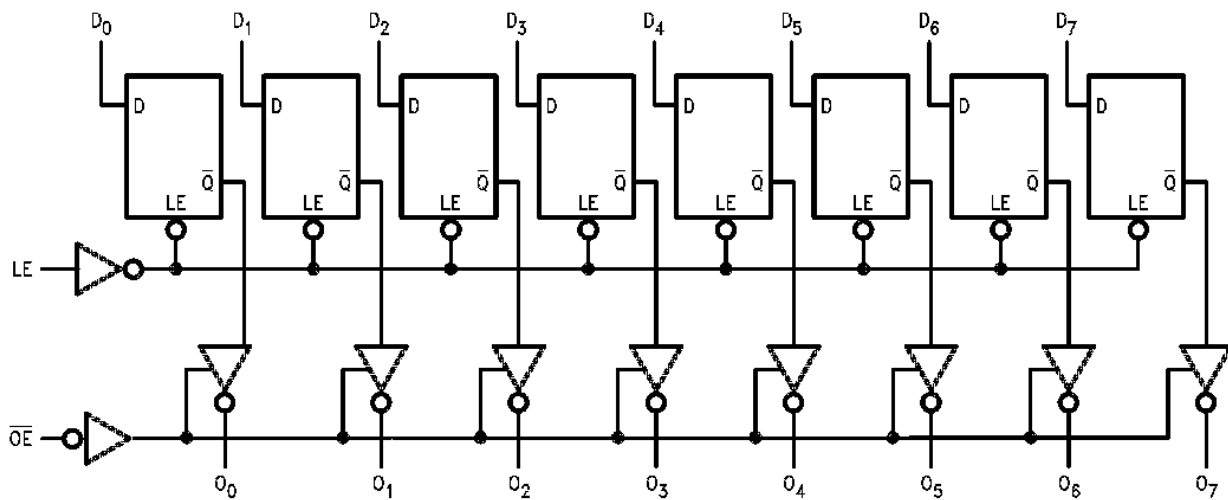 D₀ D₁ D₂ D₃ D₄ D₅ D₆ D₇
D D D D D D D D
Q̅ Q̅ Q̅ Q̅ Q̅ Q̅ Q̅ Q̅
LE LE LE LE LE LE LE LE
LE
O̅E̅
O₀ O₁ O₂ O₃ O₄ O₅ O₆ O₇